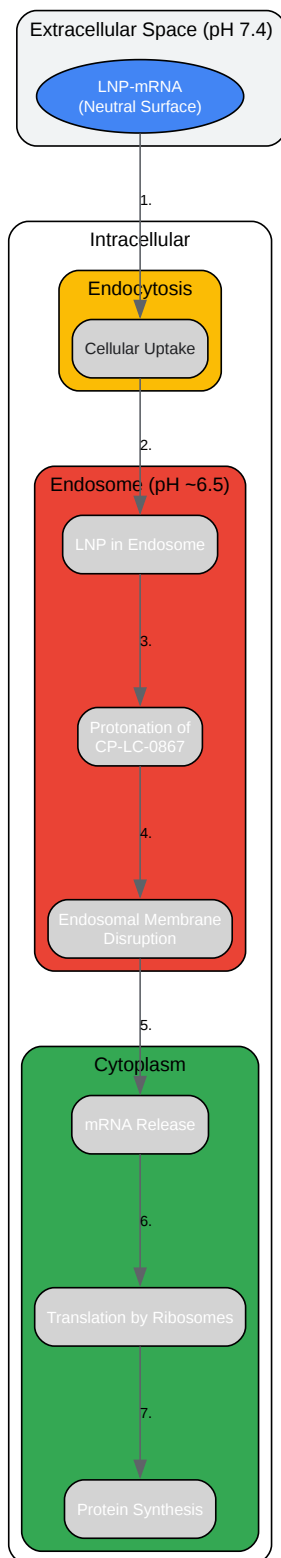 Extracellular Space (pH 7.4)
LNP-mRNA
(Neutral Surface)
1.
Intracellular
Endocytosis
Cellular Uptake
2.
Endosome (pH ~6.5)
LNP in Endosome
3.
Protonation of
CP-LC-0867
4.
Endosomal Membrane
Disruption
5.
Cytoplasm
mRNA Release
6.
Translation by Ribosomes
7.
Protein Synthesis